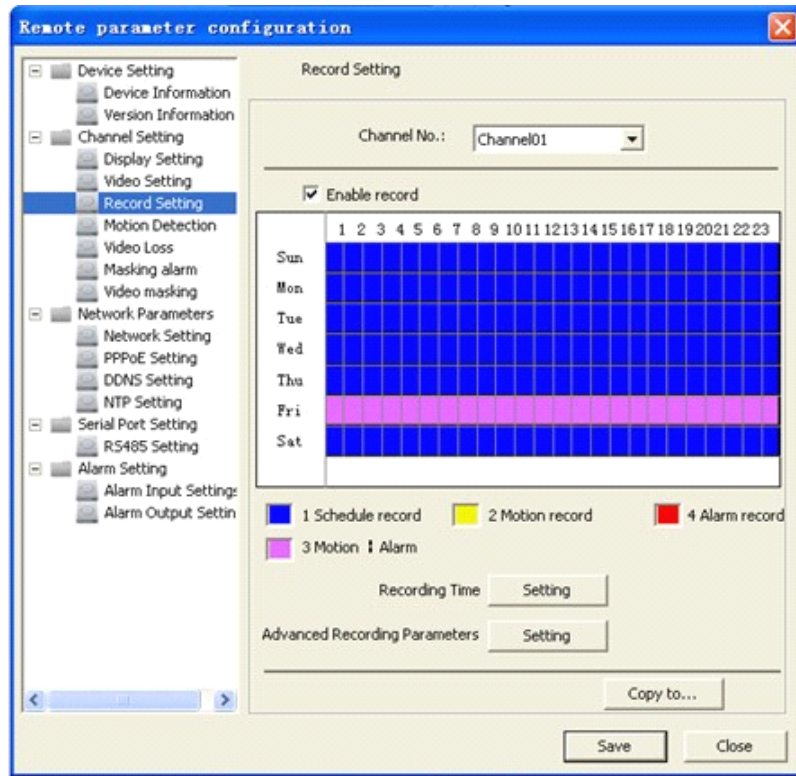 Remote parameter configuration
Device Setting
Device Information
Version Information
Channel Setting
Display Setting
Video Setting
Record Setting
Motion Detection
Video Loss
Masking alarm
Video masking
Network Parameters
Network Setting
PPPoE Setting
DDNS Setting
NTP Setting
Serial Port Setting
RS485 Setting
Alarm Setting
Alarm Input Settings
Alarm Output Settin
Record Setting
Channel No.: Channel01
Enable record
1 2 3 4 5 6 7 8 9 10 11 12 13 14 15 16 17 18 19 20 21 22 23
Sun
Mon
Tue
Wed
Thu
Fri
Sat
1 Schedule record 2 Motion record 4 Alarm record
3 Motion ¦ Alarm
Recording Time Setting
Advanced Recording Parameters Setting
Copy to...
Save Close